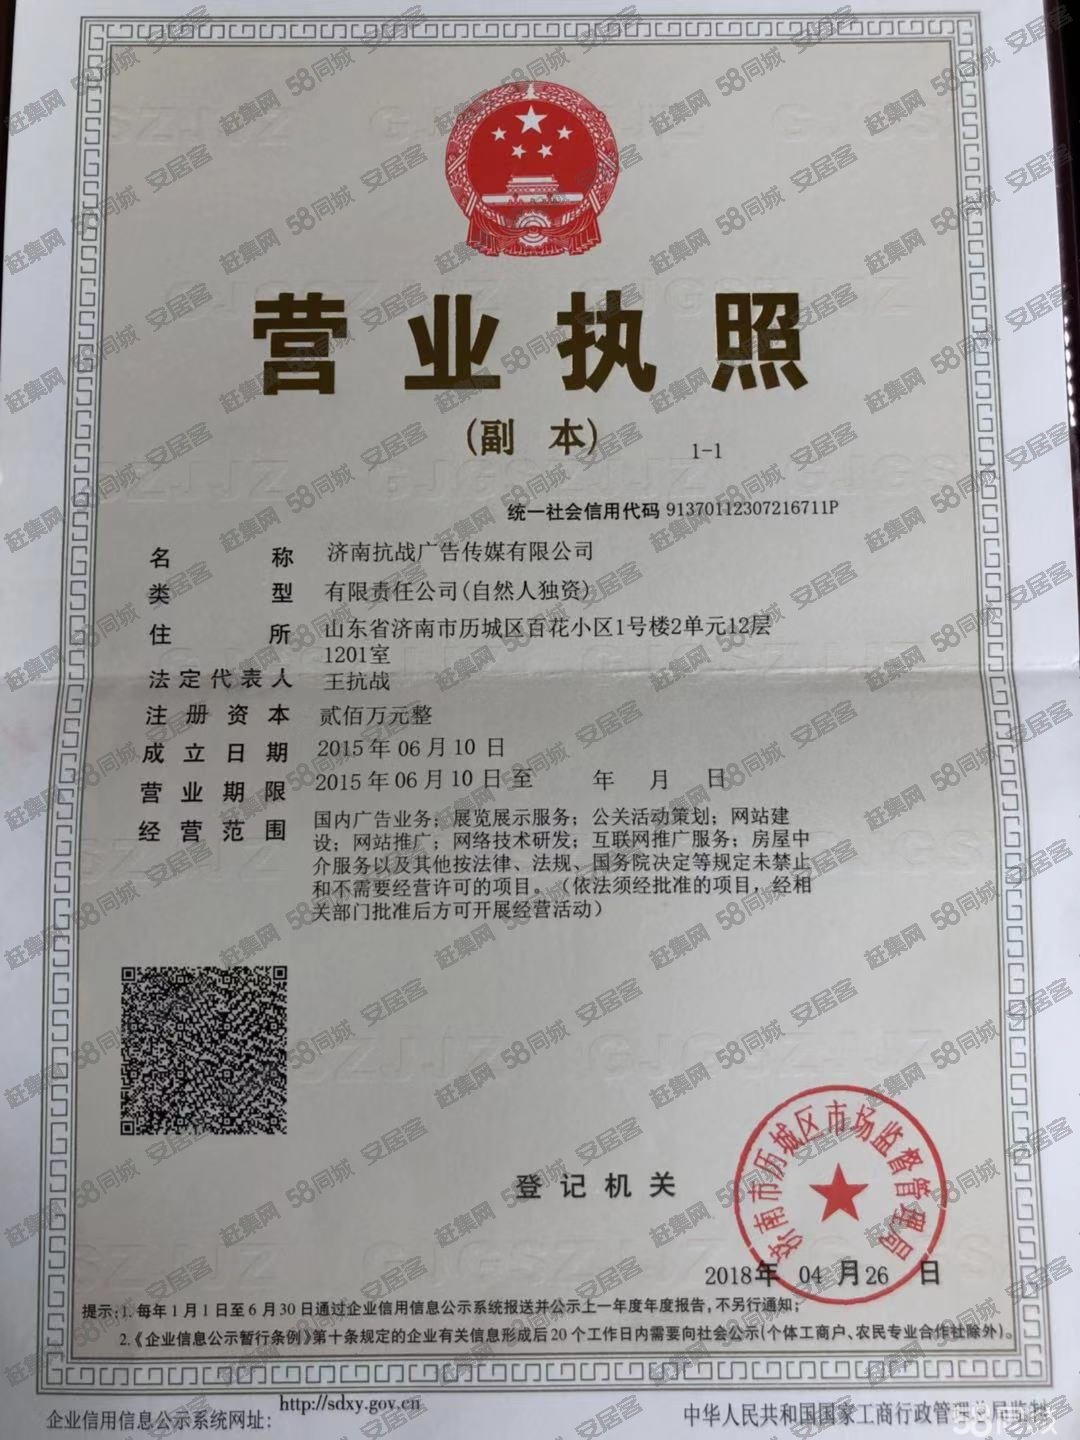 营业执照
(副本)
1-1
统一社会信用代码 91370112307216711P
名称 济南抗战广告传媒有限公司
类型 有限责任公司(自然人独资)
住所 山东省济南市历城区百花小区1号楼2单元12层
1201室
法定代表人 王抗战
注册资本 贰佰万元整
成立日期 2015年06月10日
营业期限 2015年06月10日至 年 月 日
经营范围 国内广告业务；展览展示服务；公关活动策划；网站建
设；网站推广；网络技术研发；互联网推广服务；房屋中
介服务以及其他按法律、法规、国务院决定等规定未禁止
和不需要经营许可的项目。（依法须经批准的项目，经相
关部门批准后方可开展经营活动）
登记机关
济南市历城区市场监督管理局
2018年 04月26日
提示：1. 每年1月1日至6月30日通过企业信用信息公示系统报送并公示上一年度年度报告，不另行通知；
2.《企业信息公示暂行条例》第十条规定的企业有关信息形成后20个工作日内需要向社会公示(个体工商户、农民专业合作社除外)。
企业信用信息公示系统网址：
http://sdxy.gov.cn
中华人民共和国国家工商行政管理总局监制
赶集网 58同城 安居客
58同城